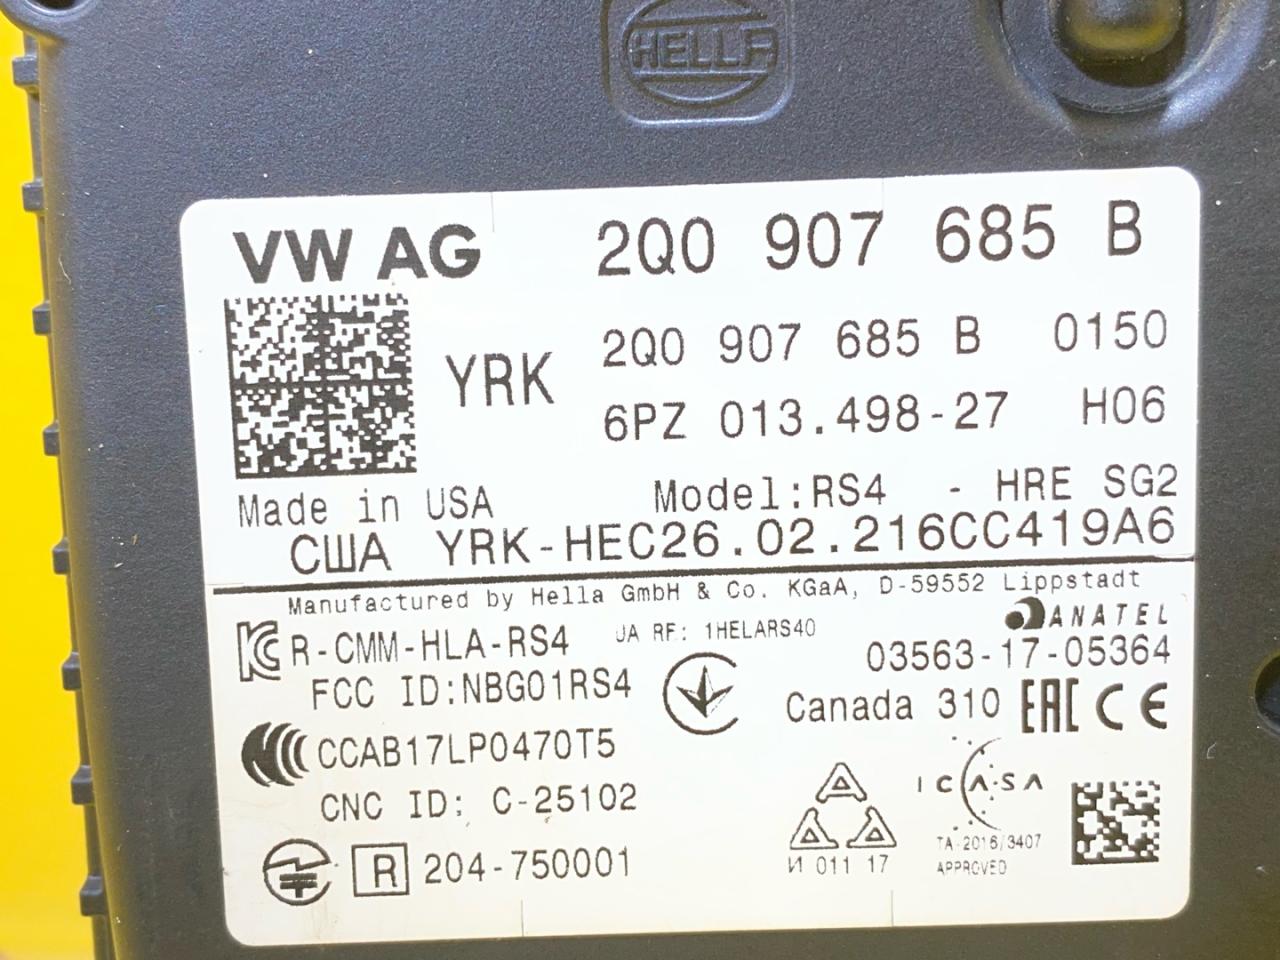 HELLA
VW AG 2Q0 907 685 B
YRK 2Q0 907 685 B 0150
6PZ 013.498-27 H06
Made in USA Model:RS4 - HRE SG2
США YRK-HEC26.02.216CC419A6
Manufactured by Hella GmbH & Co. KGaA, D-59552 Lippstadt
R-CMM-HLA-RS4 UA RF: 1HELARS40 ANATEL
03563-17-05364
FCC ID:NBG01RS4 Canada 310 EAC CE
CCAB17LP0470T5
CNC ID: C-25102 ICASA
TA-2016/3407
APPROVED
R 204-750001 И 011 17